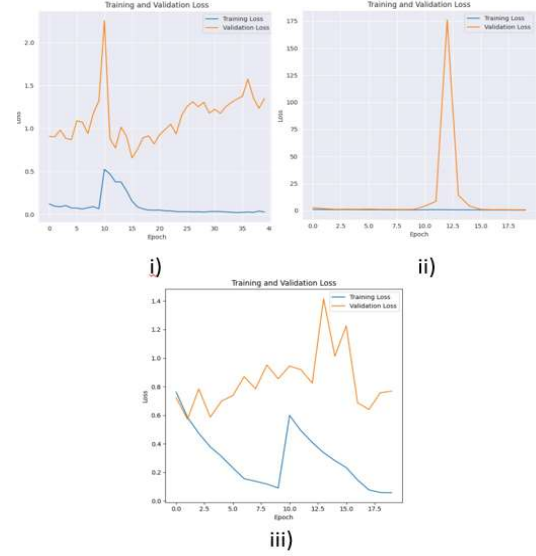 Training and Validation Loss
Training Loss
Validation Loss
Loss
2.0
1.5
1.0
0.5
0.0
0 5 10 15 20 25 30 35
Epoch
i)
Training and Validation Loss
Training Loss
Validation Loss
Loss
175
150
125
100
75
50
25
0
0.0 2.5 5.0 7.5 10.0 12.5 15.0 17.5
Epoch
ii)
Training and Validation Loss
Training Loss
Validation Loss
Loss
1.4
1.2
1.0
0.8
0.6
0.4
0.2
0.0
0.0 2.5 5.0 7.5 10.0 12.5 15.0 17.5
Epoch
iii)